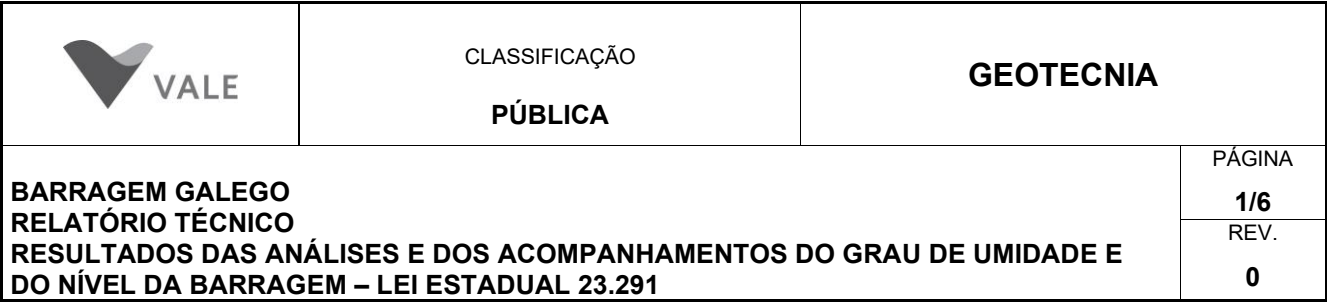 VALE
CLASSIFICAÇÃO
PÚBLICA
GEOTECNIA
BARRAGEM GALEGO
RELATÓRIO TÉCNICO
RESULTADOS DAS ANÁLISES E DOS ACOMPANHAMENTOS DO GRAU DE UMIDADE E
DO NÍVEL DA BARRAGEM – LEI ESTADUAL 23.291
PÁGINA
1/6
REV.
0